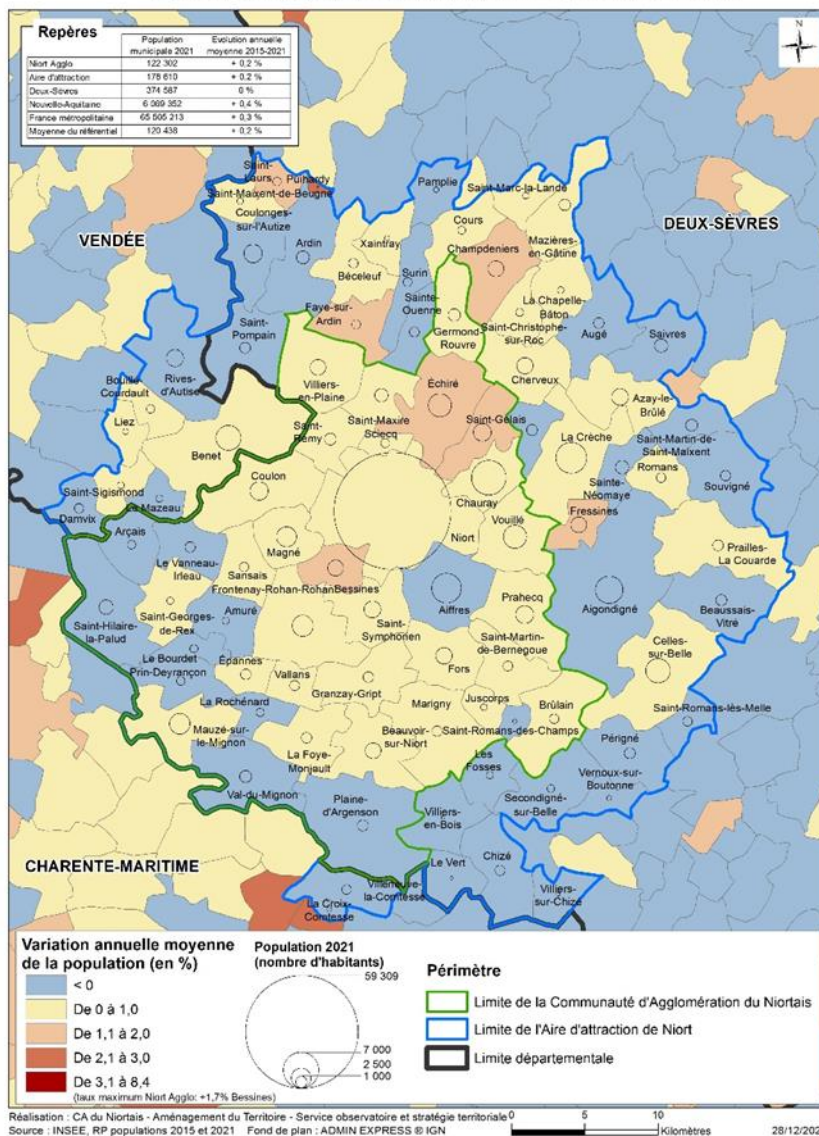 Repères
Population
municipale 2021
Evolution annuelle
moyenne 2015-2021
Niort Agglo 122 302 + 0,2 %
Aire d'attraction 178 610 + 0,2 %
Deux-Sèvres 374 587 0 %
Nouvelle-Aquitaine 6 069 352 + 0,4 %
France métropolitaine 65 505 213 + 0,3 %
Moyenne du référentiel 120 438 + 0,2 %
N
VENDÉE
DEUX-SÈVRES
Saint-
Laurs
Puihardy
Saint-Maixent-de-Beugné
Pamplie
Saint-Marc-la-Lande
Coulonges-
sur-l'Autize
Ardin
Xaintray
Cours
Champdeniers
Mazières-
en-Gâtine
Béceleuf
Surin
Sainte-
Ouenne
La Chapelle-
Bâton
Faye-sur-
Ardin
Saint-
Pompain
Germond-
Rouvre
Saint-Christophe-
sur-Roc
Augé
Saivres
Rives-
d'Autise
Bouillé-
Courdault
Villiers-
en-Plaine
Échiré
Cherveux
Azay-le-
Brûlé
Liez
Benet
Saint-
Rémy
Saint-Maxire
Sciecq
Saint-Gelais
La Crèche
Saint-Martin-de-
Saint-Maixent
Romans
Souvigné
Saint-Sigismond
Le Mazeau
Damvix
Coulon
Chauray
Sainte-
Néomaye
Fressines
Arçais
Magné
Niort
Vouillé
Prailles-
La Couarde
Le Vanneau-
Irleau
Sansais
Frontenay-Rohan-Rohan
Bessines
Aiffres
Prahecq
Aigondigné
Beaussais-
Vitré
Saint-Hilaire-
la-Palud
Saint-Georges-
de-Rex
Amuré
Saint-
Symphorien
Saint-Martin-
de-Bernegoue
Celles-
sur-Belle
Le Bourdet
Prin-Deyrançon
Épannes
Vallans
Fors
Granzay-Gript
Juscorps
Marigny
Brûlain
Saint-Romans-lès-Melle
La Rochénard
Mauzé-sur-
le-Mignon
Beauvoir-
sur-Niort
Saint-Romans-des-Champs
Périgné
La Foye-
Monjault
Les
Fosses
Vernoux-sur-
Boutonne
Val-du-Mignon
Plaine-
d'Argenson
Secondigné-
sur-Belle
Villiers-
en-Bois
CHARENTE-MARITIME
Le Vert
Chizé
Villeneuve-
la-Comtesse
La Croix-
Comtesse
Villiers-
sur-Chizé
Variation annuelle moyenne
de la population (en %)
< 0
De 0 à 1,0
De 1,1 à 2,0
De 2,1 à 3,0
De 3,1 à 8,4
(taux maximum Niort Agglo: +1,7% Bessines)
Population 2021
(nombre d'habitants)
59 309
7 000
2 500
1 000
Périmètre
Limite de la Communauté d'Agglomération du Niortais
Limite de l'Aire d'attraction de Niort
Limite départementale
Réalisation : CA du Niortais - Aménagement du Territoire - Service observatoire et stratégie territoriale
Source : INSEE, RP populations 2015 et 2021 Fond de plan : ADMIN EXPRESS ® IGN
0 5 10
Kilomètres
28/12/202